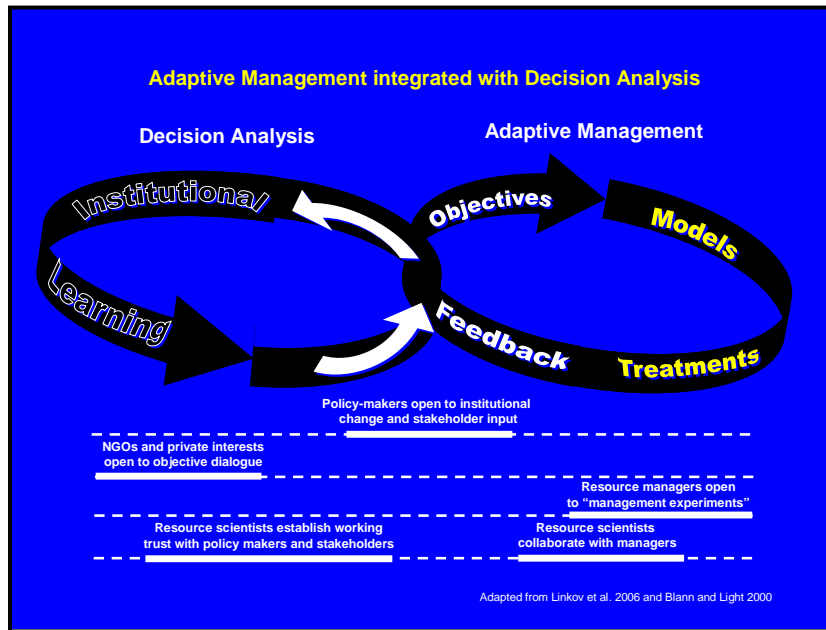 Adaptive Management integrated with Decision Analysis
Decision Analysis
Adaptive Management
Institutional
Learning
Objectives
Models
Feedback
Treatments
Policy-makers open to institutional
change and stakeholder input
NGOs and private interests
open to objective dialogue
Resource managers open
to “management experiments”
Resource scientists establish working
trust with policy makers and stakeholders
Resource scientists
collaborate with managers
Adapted from Linkov et al. 2006 and Blann and Light 2000